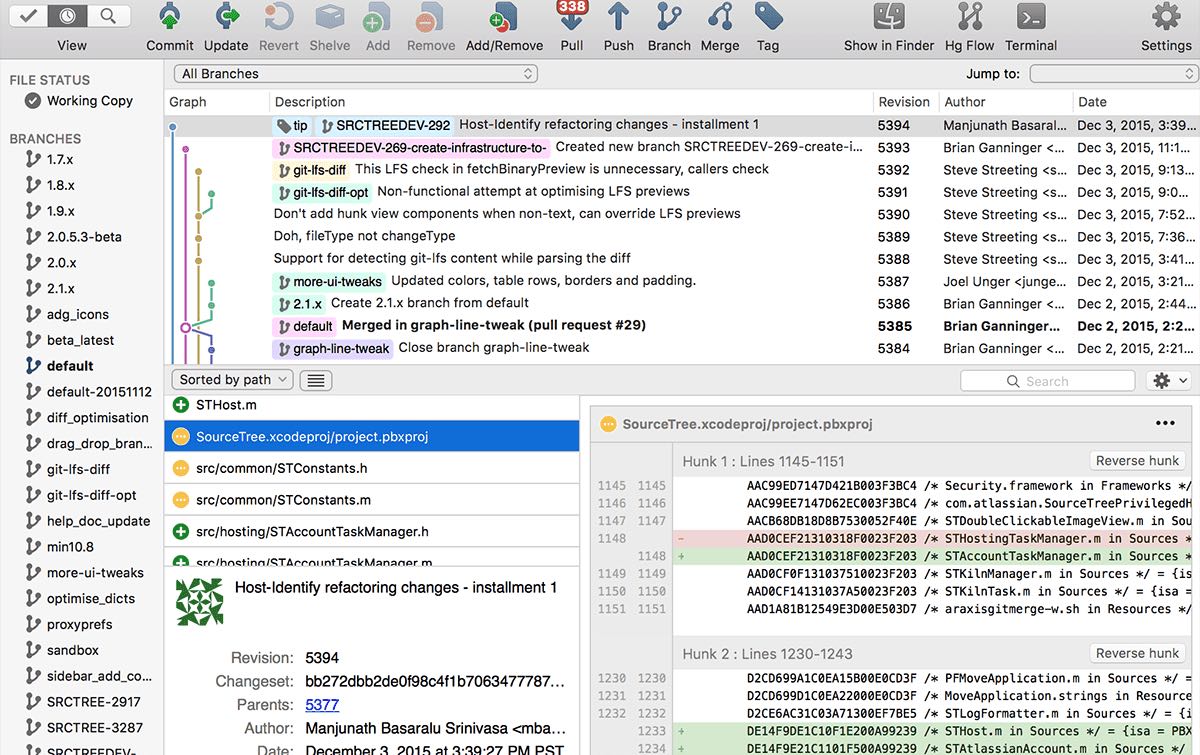 338
View Commit Update Revert Shelve Add Remove Add/Remove Pull Push Branch Merge Tag Show in Finder Hg Flow Terminal Settings
FILE STATUS
Working Copy
BRANCHES
1.7.x
1.8.x
1.9.x
2.0.5.3-beta
2.0.x
2.1.x
adg_icons
beta_latest
default
default-20151112
diff_optimisation
drag_drop_bran...
git-lfs-diff
git-lfs-diff-opt
help_doc_update
min10.8
more-ui-tweaks
optimise_dicts
proxyprefs
sandbox
sidebar_add_co...
SRCTREE-2917
SRCTREE-3287
SRCTREEDEV-
All Branches Jump to:
Graph Description Revision Author Date
tip SRCTREEDEV-292 Host-Identify refactoring changes - installment 1 5394 Manjunath Basaral... Dec 3, 2015, 3:39...
SRCTREEDEV-269-create-infrastructure-to- Created new branch SRCTREEDEV-269-create-i... 5393 Brian Ganninger <... Dec 3, 2015, 11:1...
git-lfs-diff This LFS check in fetchBinaryPreview is unnecessary, callers check 5392 Steve Streeting <s... Dec 3, 2015, 9:13...
git-lfs-diff-opt Non-functional attempt at optimising LFS previews 5391 Steve Streeting <s... Dec 3, 2015, 9:0...
Don't add hunk view components when non-text, can override LFS previews 5390 Steve Streeting <s... Dec 3, 2015, 7:52...
Doh, fileType not changeType 5389 Steve Streeting <s... Dec 3, 2015, 7:36...
Support for detecting git-lfs content while parsing the diff 5388 Steve Streeting <s... Dec 3, 2015, 3:41...
more-ui-tweaks Updated colors, table rows, borders and padding. 5387 Joel Unger <junge... Dec 2, 2015, 3:21...
2.1.x Create 2.1.x branch from default 5386 Brian Ganninger <... Dec 2, 2015, 2:44...
default Merged in graph-line-tweak (pull request #29) 5385 Brian Ganninger... Dec 2, 2015, 2:2...
graph-line-tweak Close branch graph-line-tweak 5384 Brian Ganninger <... Dec 2, 2015, 2:21...
Sorted by path Search
STHost.m
SourceTree.xcodeproj/project.pbxproj
src/common/STConstants.h
src/common/STConstants.m
src/hosting/STAccountTaskManager.h
src/hosting/STAccountTaskManager.m
Host-Identify refactoring changes - installment 1
Revision: 5394
Changeset: bb272dbb2de0f98c4f1b7063477787...
Parents: 5377
Author: Manjunath Basaralu Srinivasa <mba...
Date: December 3, 2015 at 3:39:27 PM PST
SourceTree.xcodeproj/project.pbxproj
Hunk 1 : Lines 1145-1151 Reverse hunk
1145 1145 AAC99ED7147D421B003F3BC4 /* Security.framework in Frameworks */
1146 1146 AAC99EE7147D62EC003F3BC4 /* com.atlassian.SourceTreePrivilegedH
1147 1147 AACB68DB18D8B7530052F40E /* STDoubleClickableImageView.m in Sou
1148 - AAD0CEF21310318F0023F203 /* STHostingTaskManager.m in Sources *
1148 + AAD0CEF21310318F0023F203 /* STAccountTaskManager.m in Sources *
1149 1149 AAD0CF0F131037510023F203 /* STKilnManager.m in Sources */ = {isa
1150 1150 AAD0CF14131037A50023F203 /* STKilnTask.m in Sources */ = {isa =
1151 1151 AAD1A81B12549E3D00E503D7 /* araxisgitmerge-w.sh in Resources */
Hunk 2 : Lines 1230-1243 Reverse hunk
1230 1230 D2CD699A1C0EA15B00E0CD3F /* PFMoveApplication.m in Sources */ =
1231 1231 D2CD699D1C0EA22000E0CD3F /* MoveApplication.strings in Resource
1232 1232 D2CE6AC31C03A71300EF7BE5 /* STLogFormatter.m in Sources */ = {i
1233 + DE14F9DE1C10F1E200A99239 /* STHost.m in Sources */ = {isa = PBX
1234 + DE14F9E21C1101F500A99239 /* STAtlassianAccount.m in Sources */